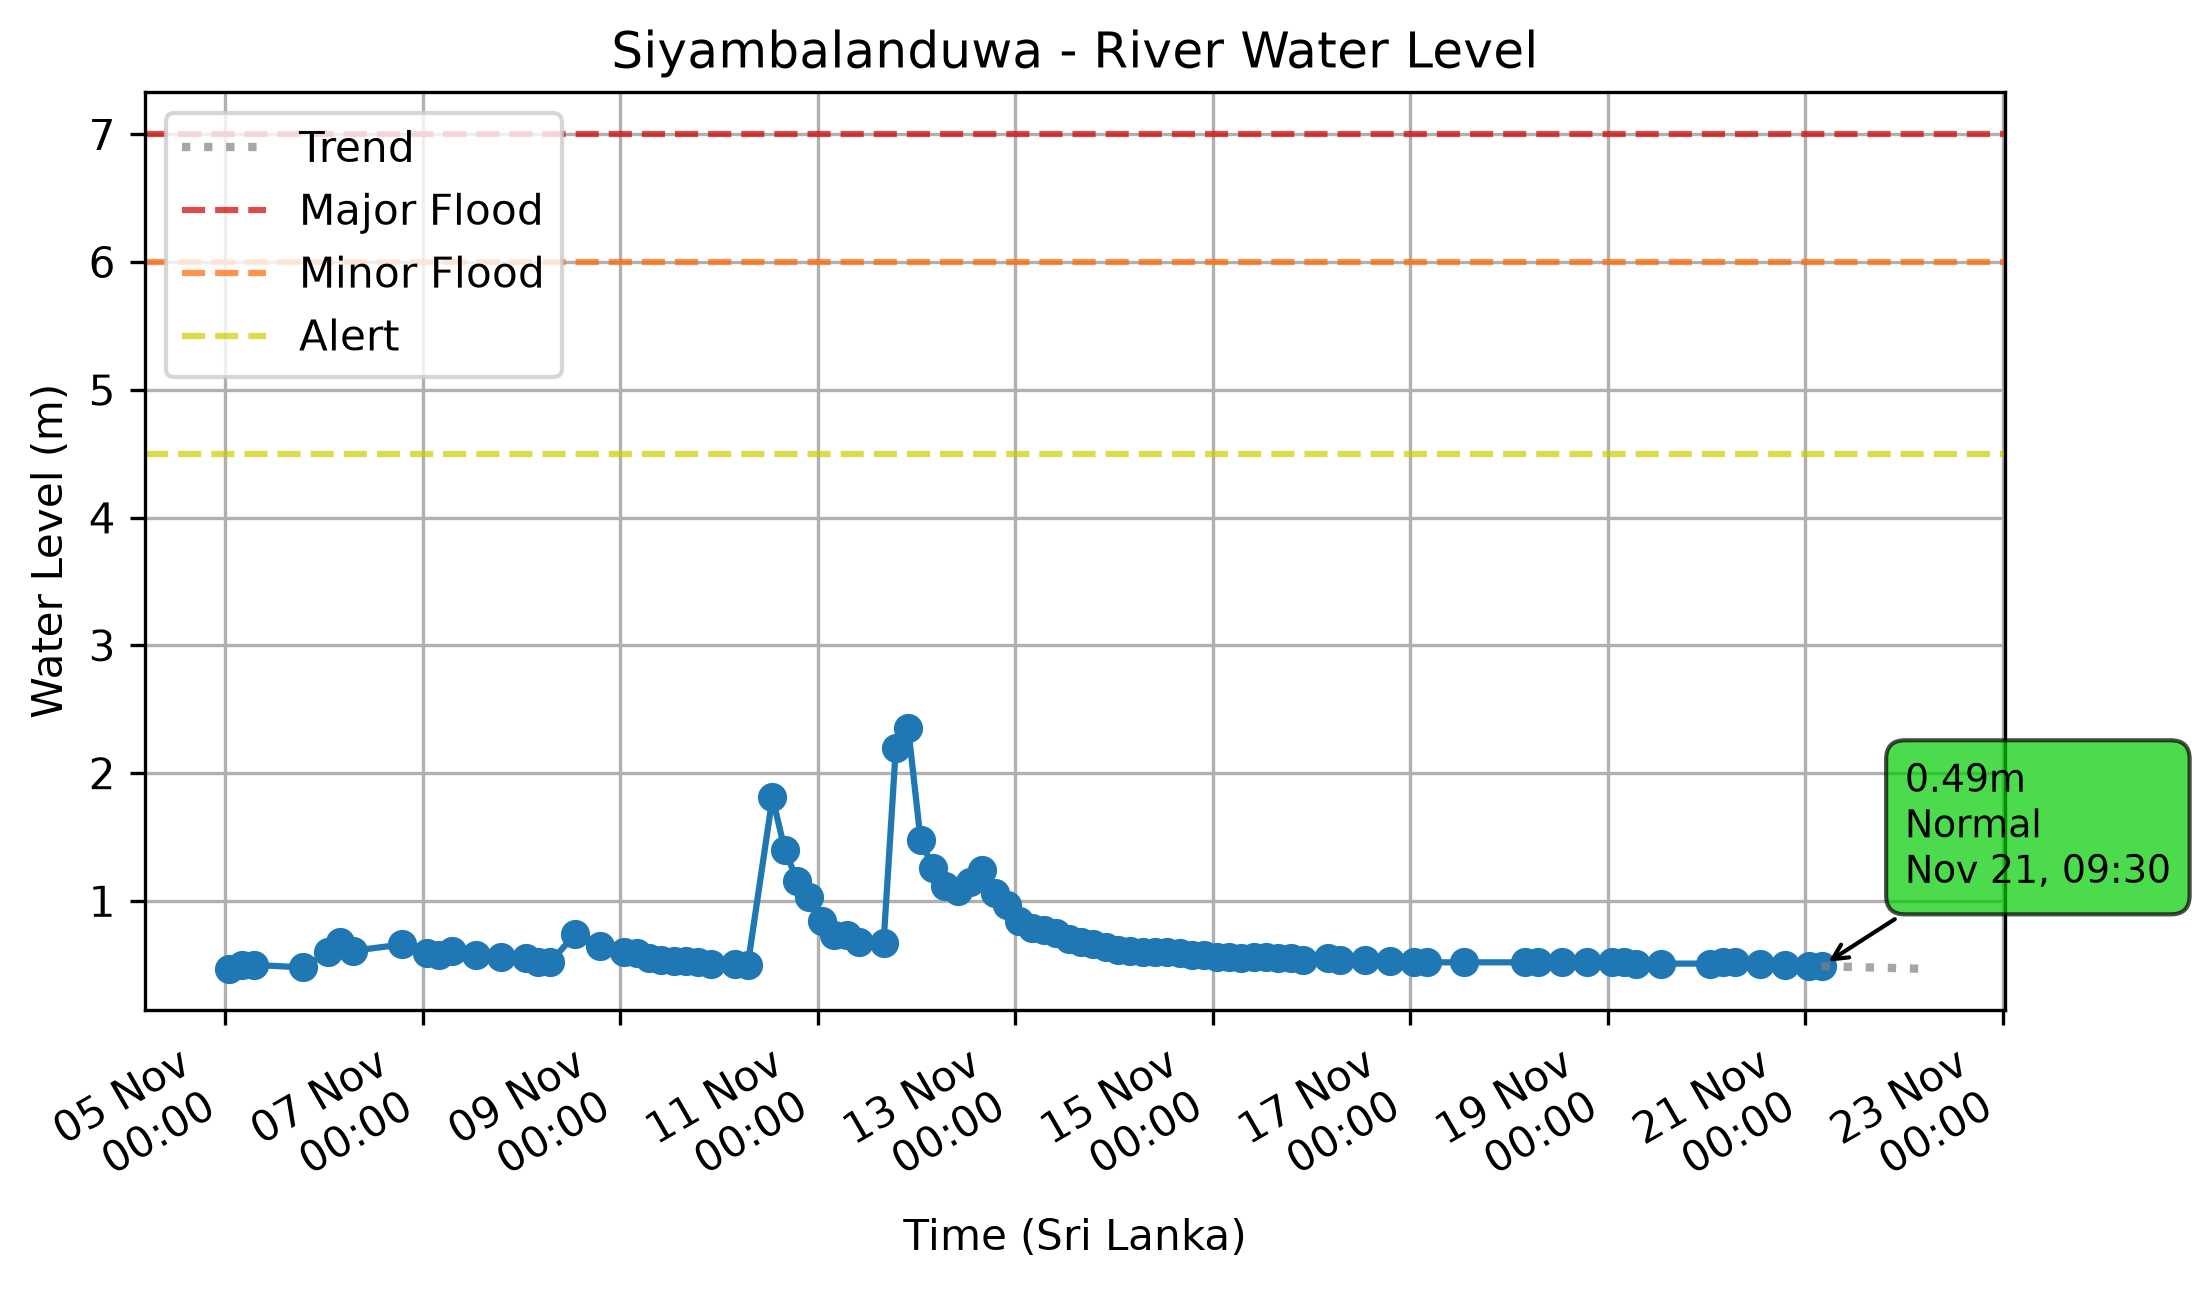 Siyambalanduwa - River Water Level
Trend
Major Flood
Minor Flood
Alert
7
6
5
4
3
2
1
Water Level (m)
0.49m
Normal
Nov 21, 09:30
05 Nov
00:00
07 Nov
00:00
09 Nov
00:00
11 Nov
00:00
13 Nov
00:00
15 Nov
00:00
17 Nov
00:00
19 Nov
00:00
21 Nov
00:00
23 Nov
00:00
Time (Sri Lanka)